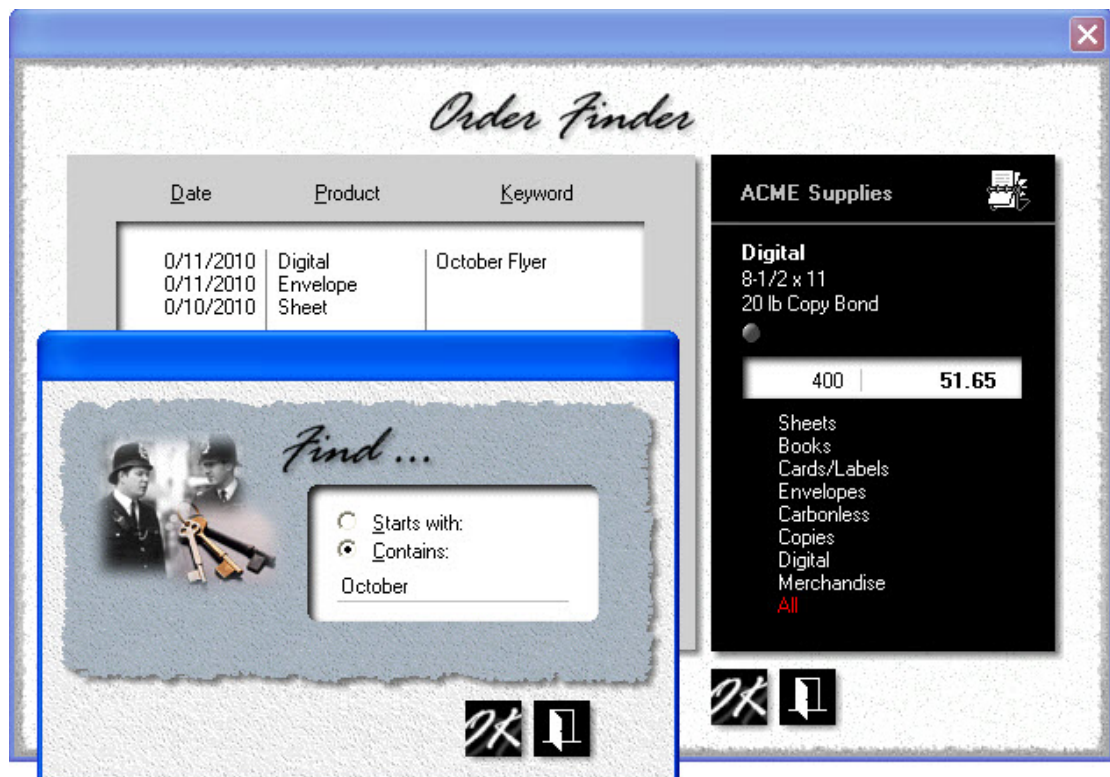 Order Finder
Date Product Keyword
0/11/2010 Digital October Flyer
0/11/2010 Envelope
0/10/2010 Sheet
ACME Supplies
Digital
8-1/2 x 11
20 lb Copy Bond
400 51.65
Sheets
Books
Cards/Labels
Envelopes
Carbonless
Copies
Digital
Merchandise
All
OK
Find ...
Starts with:
Contains:
October
OK